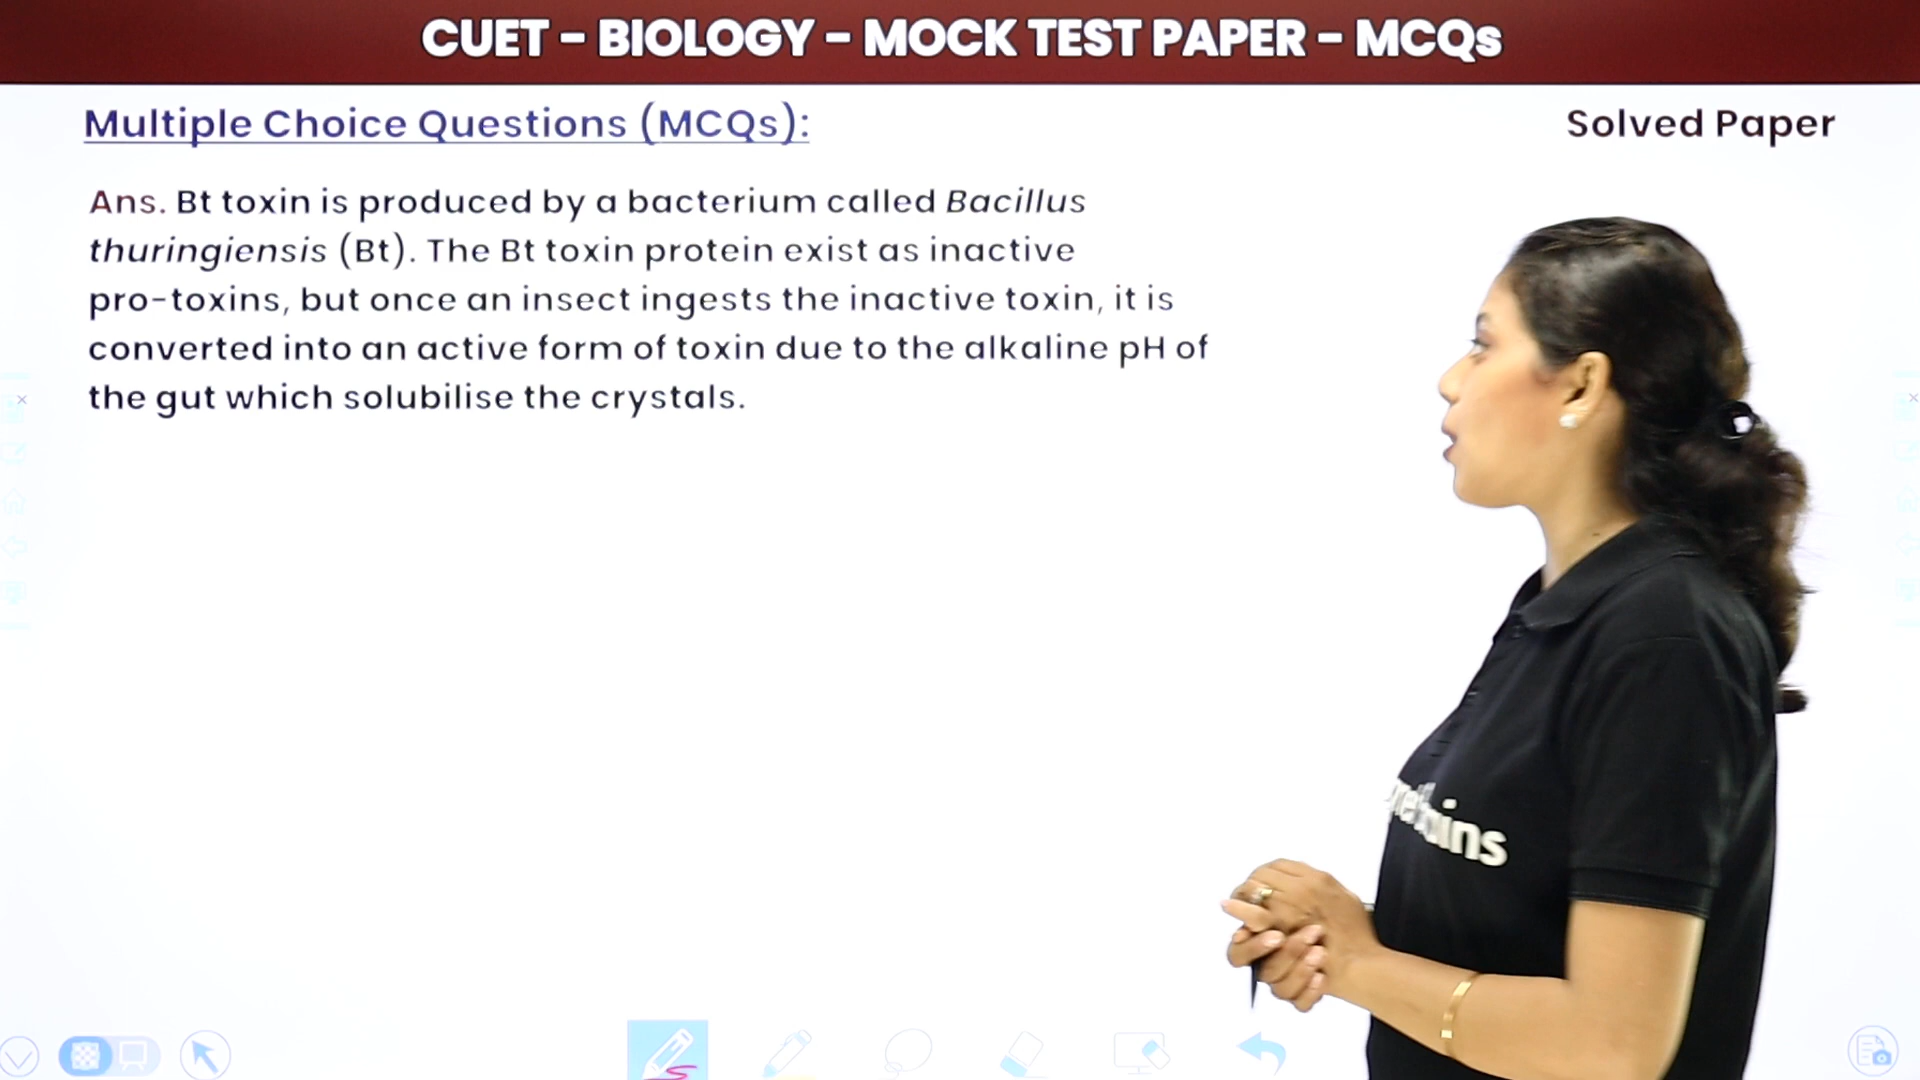 CUET - BIOLOGY - MOCK TEST PAPER - MCQs
Multiple Choice Questions (MCQs):
Solved Paper
Ans. Bt toxin is produced by a bacterium called Bacillus
thuringiensis (Bt). The Bt toxin protein exist as inactive
pro-toxins, but once an insect ingests the inactive toxin, it is
converted into an active form of toxin due to the alkaline pH of
the gut which solubilise the crystals.